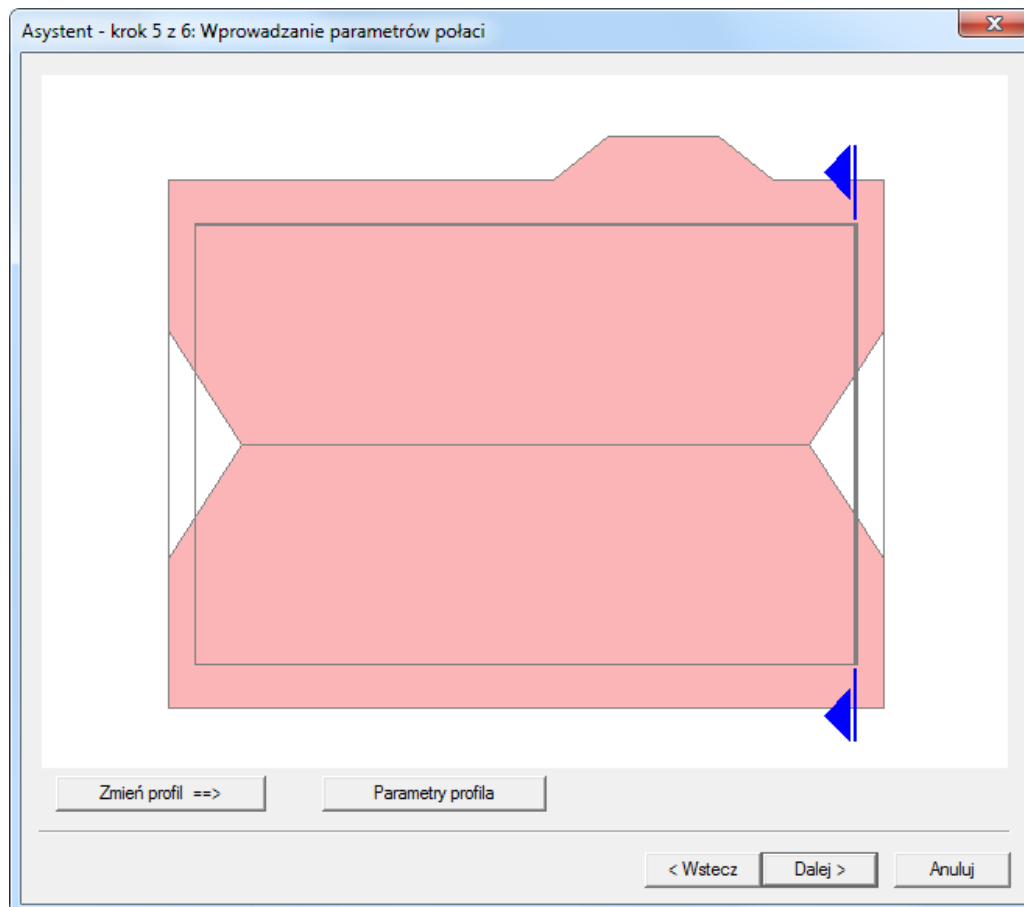 Asystent - krok 5 z 6: Wprowadzanie parametrów połaci
Zmień profil ==> Parametry profila
< Wstecz Dalej > Anuluj